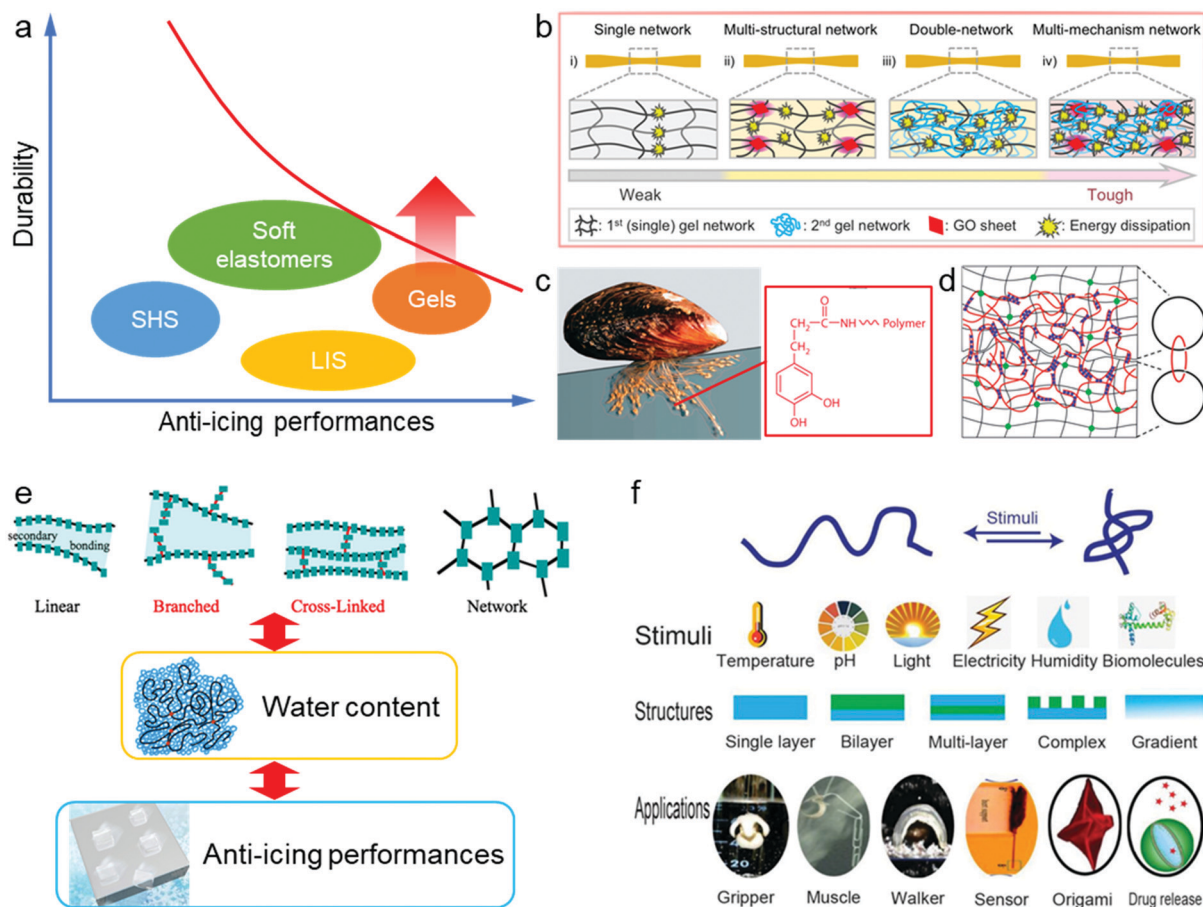 a
Durability
Soft
elastomers
Gels
SHS
LIS
Anti-icing performances
b
Single network
Multi-structural network
Double-network
Multi-mechanism network
i)
ii)
iii)
iv)
Weak
Tough
: 1st (single) gel network
: 2nd gel network
: GO sheet
: Energy dissipation
c
O
CH2
C
NH
Polymer
CH2
OH
OH
d
e
secondary
bonding
Linear
Branched
Cross-Linked
Network
Water content
Anti-icing performances
f
Stimuli
Stimuli
Temperature
pH
Light
Electricity
Humidity
Biomolecules
Structures
Single layer
Bilayer
Multi-layer
Complex
Gradient
Applications
20
Gripper
Muscle
Walker
Sensor
Origami
Drug release